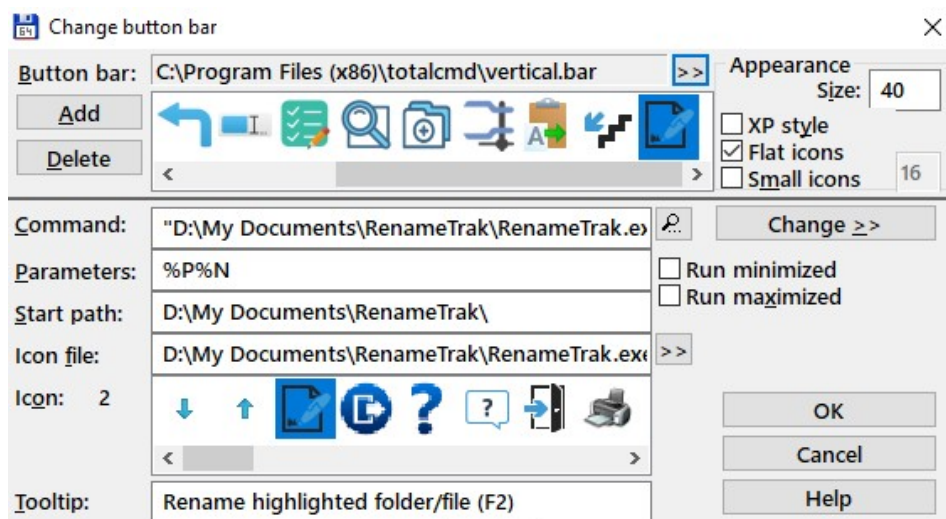 64 Change button bar
Button bar: C:\Program Files (x86)\totalcmd\vertical.bar >>
Appearance
Size: 40
Add
Delete
XP style
Flat icons
Small icons 16
Command: "D:\My Documents\RenameTrak\RenameTrak.ex
Change >>
Parameters: %P%N
Run minimized
Run maximized
Start path: D:\My Documents\RenameTrak\
Icon file: D:\My Documents\RenameTrak\RenameTrak.exe >>
Icon: 2
OK
Cancel
Tooltip: Rename highlighted folder/file (F2)
Help